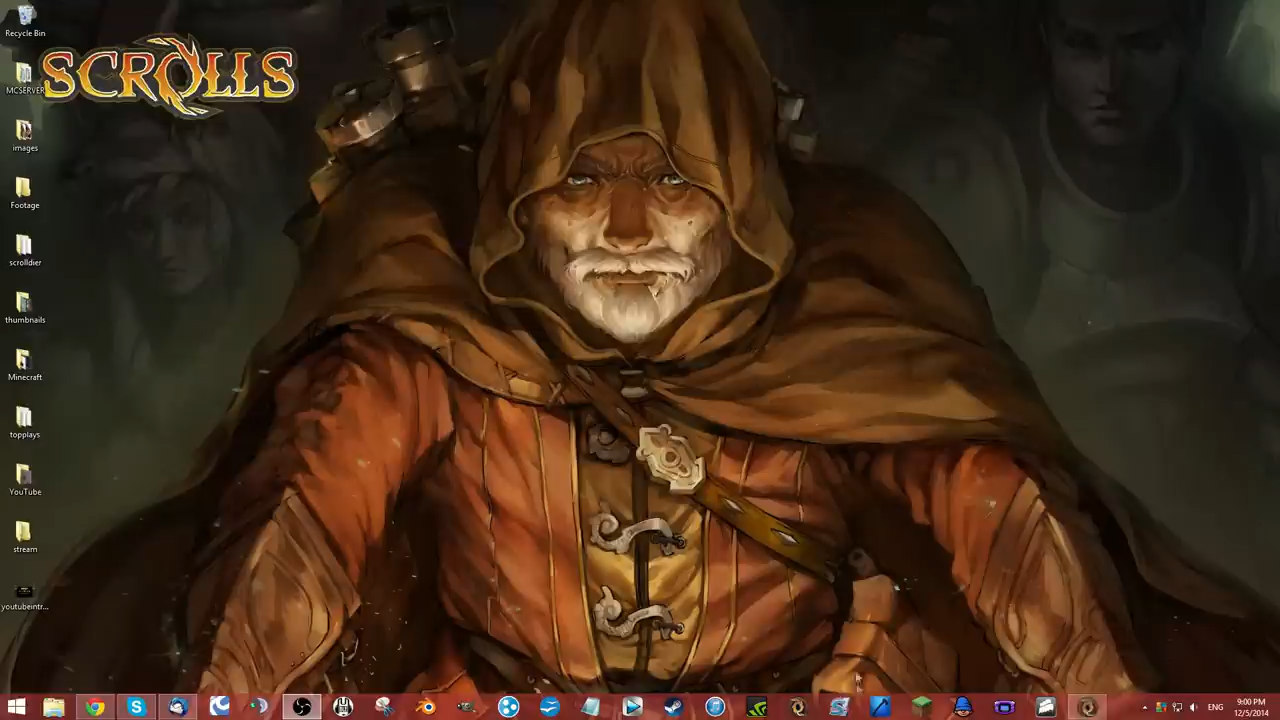 Recycle Bin
SCROLLS
MCSERVER
images
Footage
scrolldier
thumbnails
Minecraft
topplays
YouTube
stream
youtubeintr...
ENG
9:00 PM
12/5/2014